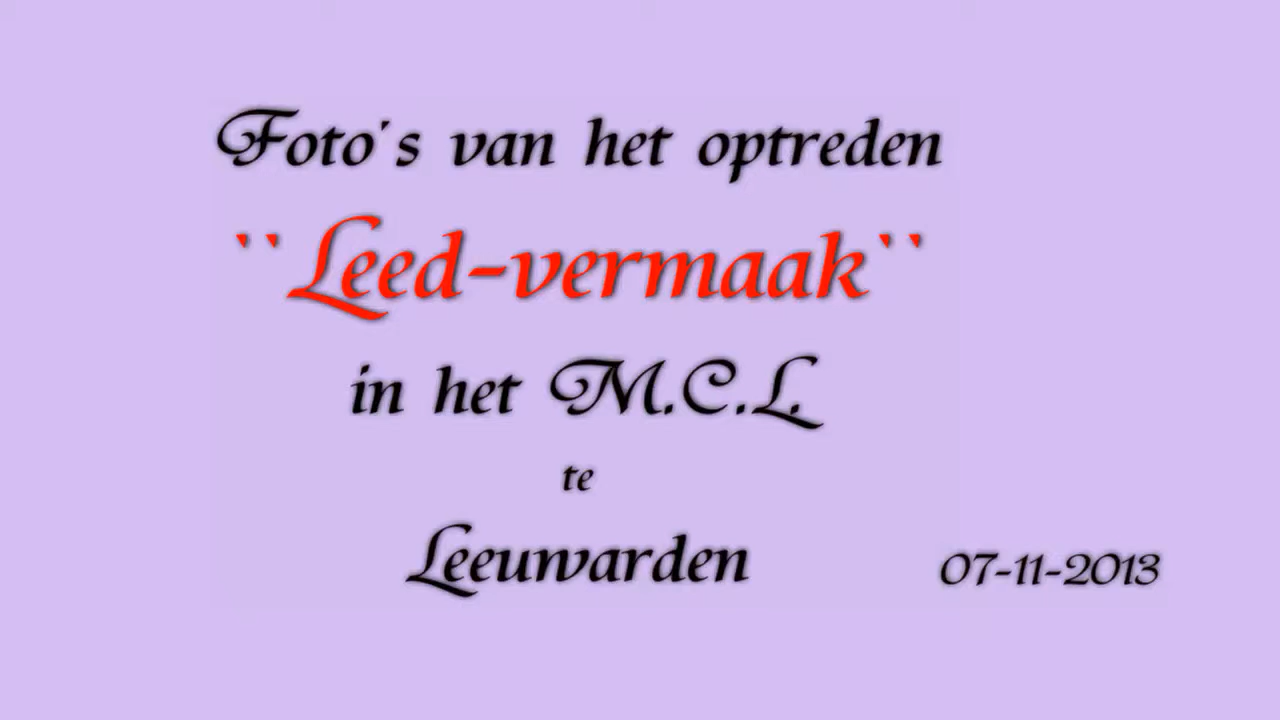 Foto's van het optreden
``Leed-vermaak``
in het M.C.L.
te
Leeuwarden
07-11-2013